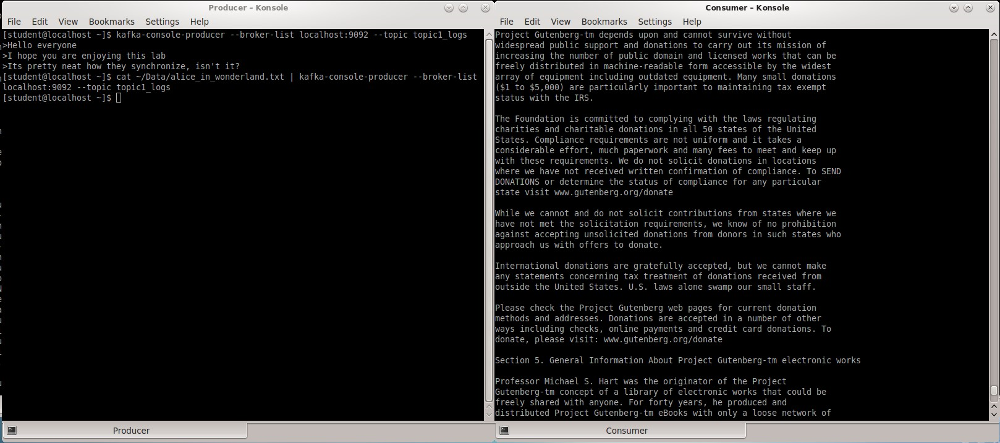 Producer – Konsole
File Edit View Bookmarks Settings Help
[student@localhost ~]$ kafka-console-producer --broker-list localhost:9092 --topic topic1_logs
>Hello everyone
>I hope you are enjoying this lab
>Its pretty neat how they synchronize, isn't it?
[student@localhost ~]$ cat ~/Data/alice_in_wonderland.txt | kafka-console-producer --broker-list
localhost:9092 --topic topic1_logs
[student@localhost ~]$
Producer
Consumer – Konsole
File Edit View Bookmarks Settings Help
Project Gutenberg-tm depends upon and cannot survive without
widespread public support and donations to carry out its mission of
increasing the number of public domain and licensed works that can be
freely distributed in machine-readable form accessible by the widest
array of equipment including outdated equipment. Many small donations
($1 to $5,000) are particularly important to maintaining tax exempt
status with the IRS.
The Foundation is committed to complying with the laws regulating
charities and charitable donations in all 50 states of the United
States. Compliance requirements are not uniform and it takes a
considerable effort, much paperwork and many fees to meet and keep up
with these requirements. We do not solicit donations in locations
where we have not received written confirmation of compliance. To SEND
DONATIONS or determine the status of compliance for any particular
state visit www.gutenberg.org/donate
While we cannot and do not solicit contributions from states where we
have not met the solicitation requirements, we know of no prohibition
against accepting unsolicited donations from donors in such states who
approach us with offers to donate.
International donations are gratefully accepted, but we cannot make
any statements concerning tax treatment of donations received from
outside the United States. U.S. laws alone swamp our small staff.
Please check the Project Gutenberg web pages for current donation
methods and addresses. Donations are accepted in a number of other
ways including checks, online payments and credit card donations. To
donate, please visit: www.gutenberg.org/donate
Section 5. General Information About Project Gutenberg-tm electronic works
Professor Michael S. Hart was the originator of the Project
Gutenberg-tm concept of a library of electronic works that could be
freely shared with anyone. For forty years, he produced and
distributed Project Gutenberg-tm eBooks with only a loose network of
Consumer